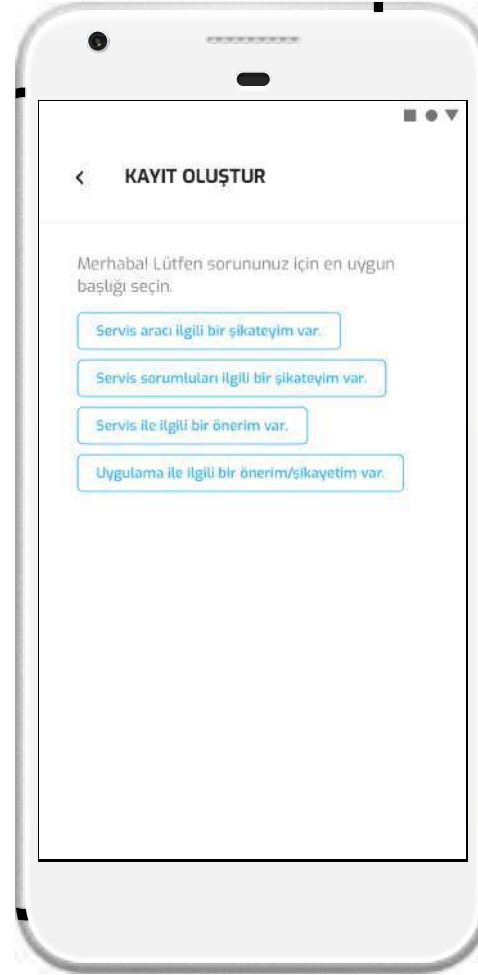 KAYIT OLUŞTUR
Merhaba! Lütfen sorununuz için en uygun
başlığı seçin.
Servis aracı ilgili bir şikateyim var.
Servis sorumluları ilgili bir şikateyim var.
Servis ile ilgili bir önerim var.
Uygulama ile ilgili bir önerim/şikayetim var.